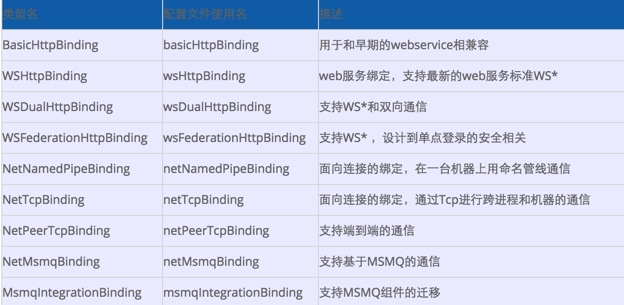 类型名 配置文件使用名 描述
BasicHttpBinding basicHttpBinding 用于和早期的webservice相兼容
WSHttpBinding wsHttpBinding web服务绑定，支持最新的web服务标准WS*
WSDualHttpBinding wsDualHttpBinding 支持WS*和双向通信
WSFederationHttpBinding wsFederationHttpBinding 支持WS* ，设计到单点登录的安全相关
NetNamedPipeBinding netNamedPipeBinding 面向连接的绑定，在一台机器上用命名管线通信
NetTcpBinding netTcpBinding 面向连接的绑定，通过Tcp进行跨进程和机器的通信
NetPeerTcpBinding netPeerTcpBinding 支持端到端的通信
NetMsmqBinding netMsmqBinding 支持基于MSMQ的通信
MsmqIntegrationBinding msmqIntegrationBinding 支持MSMQ组件的迁移